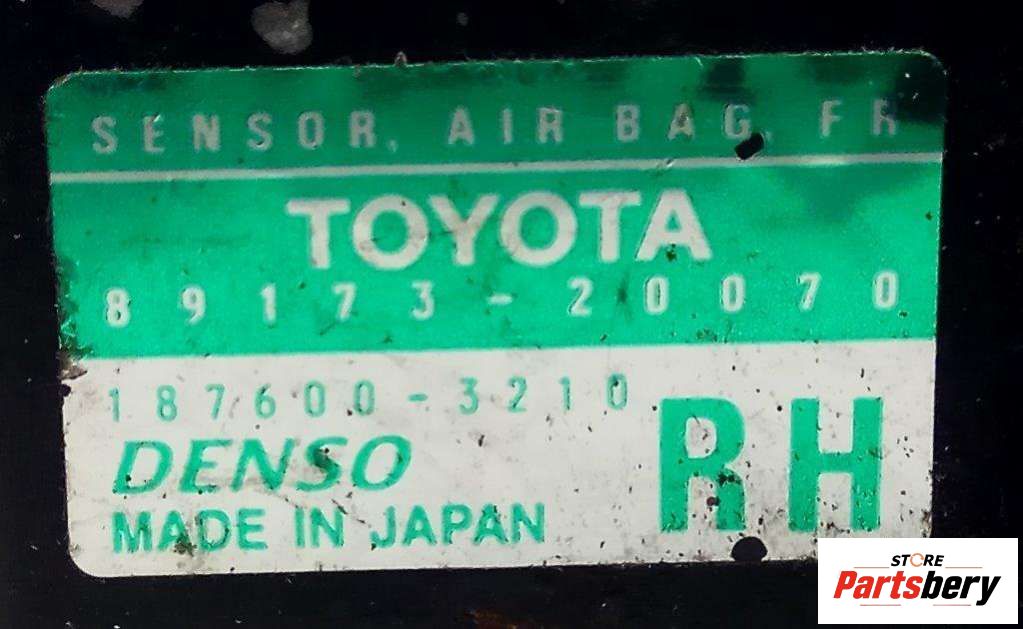 SENSOR, AIR BAG, FR
TOYOTA
89173-20070
187600-3210
DENSO
MADE IN JAPAN
RH
STORE
Partsbery